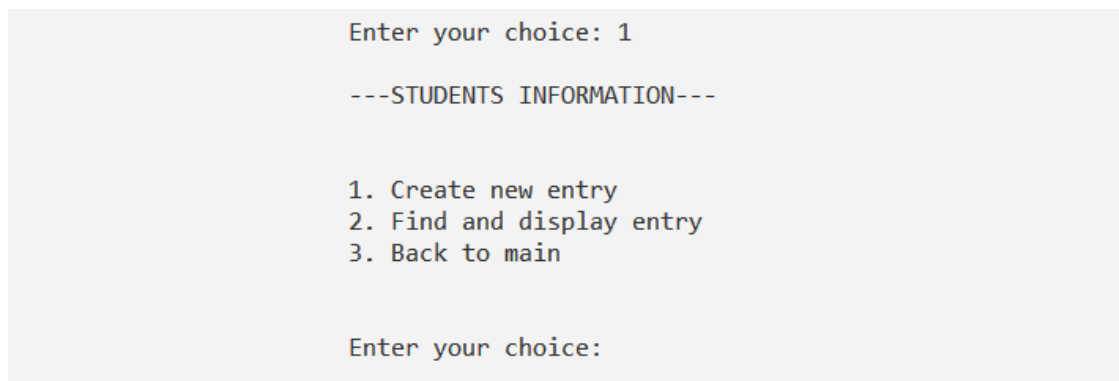 Enter your choice: 1
---STUDENTS INFORMATION---
1. Create new entry
2. Find and display entry
3. Back to main
Enter your choice: